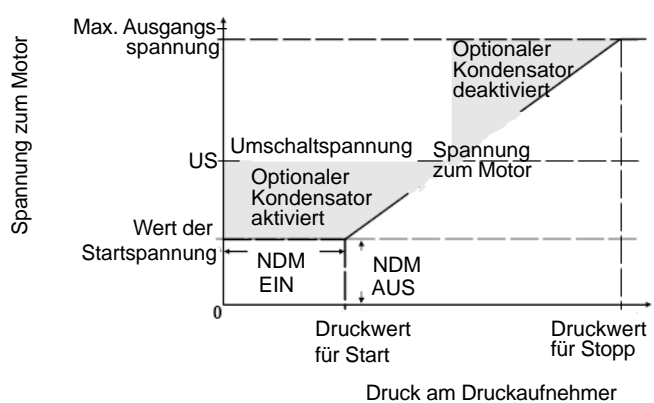 Max. Ausgangs
spannung
Spannung zum Motor
Optionaler
Kondensator
deaktiviert
Umschaltspannung
US
Spannung
zum Motor
Optionaler
Kondensator
aktiviert
Wert der
Startspannung
NDM
EIN
NDM
AUS
0
Druckwert
für Start
Druckwert
für Stopp
Druck am Druckaufnehmer